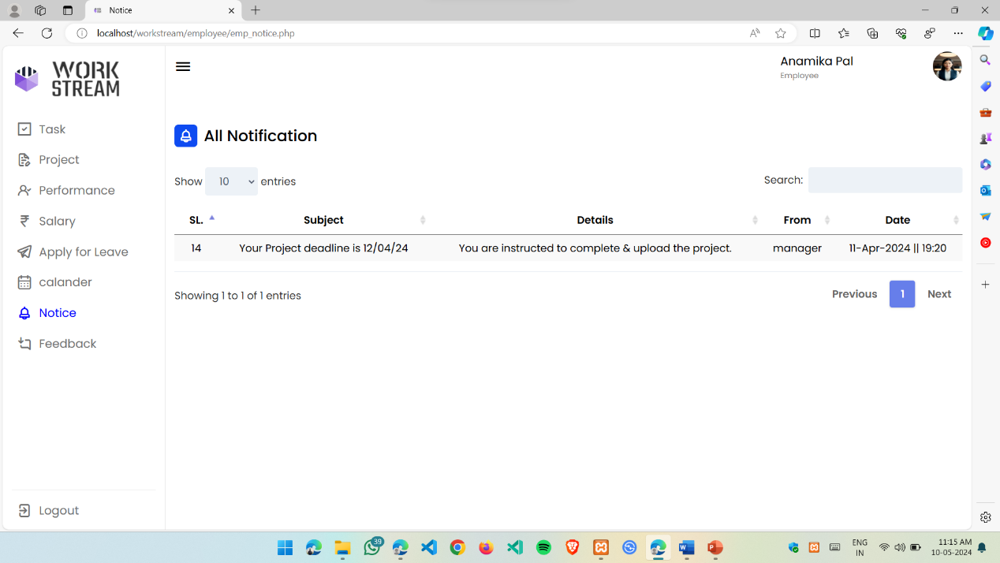 Notice
localhost/workstream/employee/emp_notice.php
WORK
STREAM
Anamika Pal
Employee
Task
Project
Performance
Salary
Apply for Leave
calander
Notice
Feedback
Logout
All Notification
Show 10 entries
Search:
SL. Subject Details From Date
14 Your Project deadline is 12/04/24 You are instructed to complete & upload the project. manager 11-Apr-2024 || 19:20
Showing 1 to 1 of 1 entries
Previous 1 Next
39
ENG
IN
11:15 AM
10-05-2024